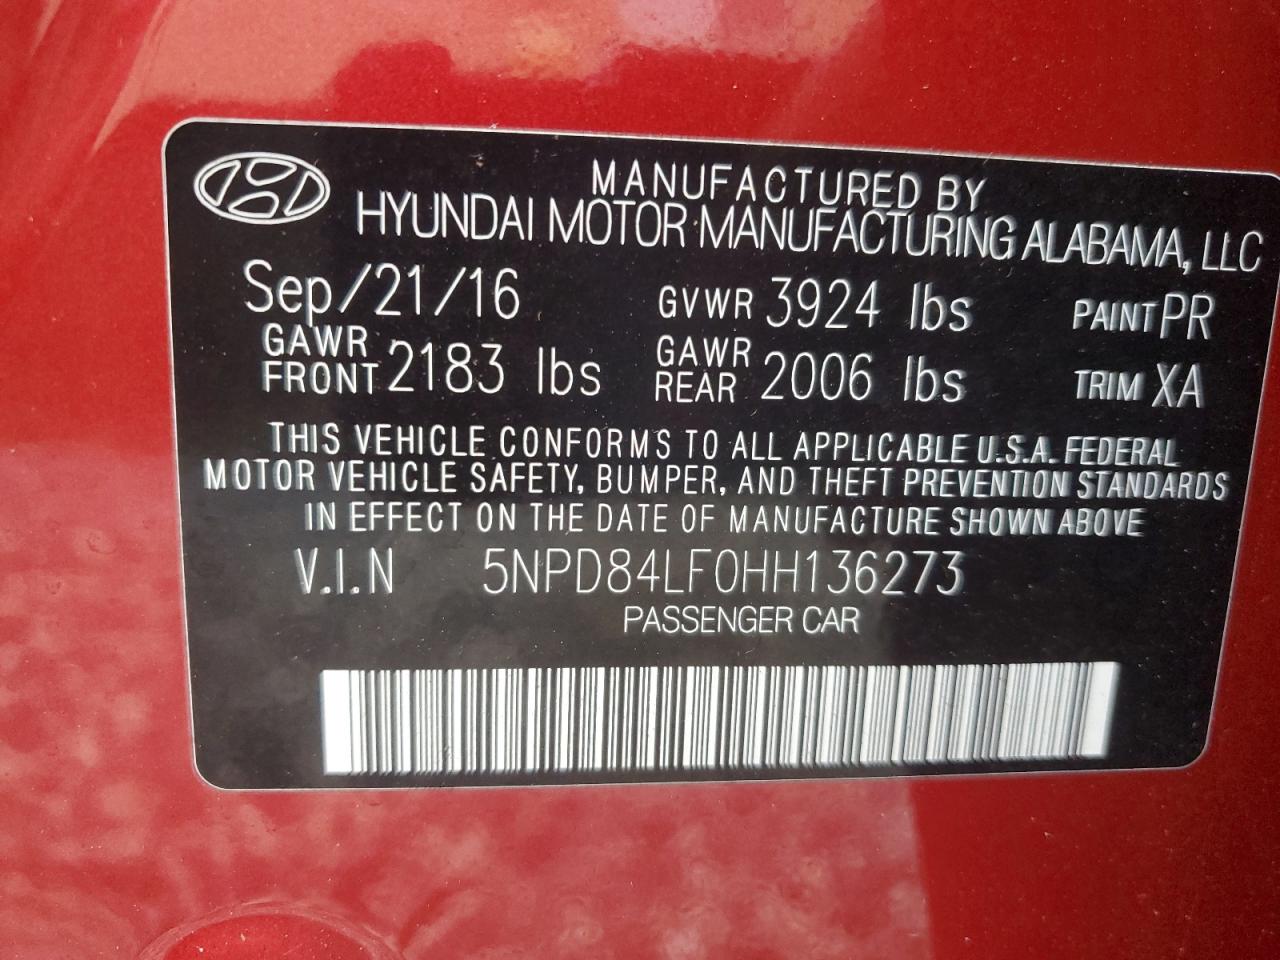 MANUFACTURED BY
HYUNDAI MOTOR MANUFACTURING ALABAMA, LLC
Sep/21/16 GVWR 3924 lbs PAINT PR
GAWR FRONT 2183 lbs GAWR REAR 2006 lbs TRIM XA
THIS VEHICLE CONFORMS TO ALL APPLICABLE U.S.A. FEDERAL
MOTOR VEHICLE SAFETY, BUMPER, AND THEFT PREVENTION STANDARDS
IN EFFECT ON THE DATE OF MANUFACTURE SHOWN ABOVE
V.I.N 5NPD84LF0HH136273
PASSENGER CAR